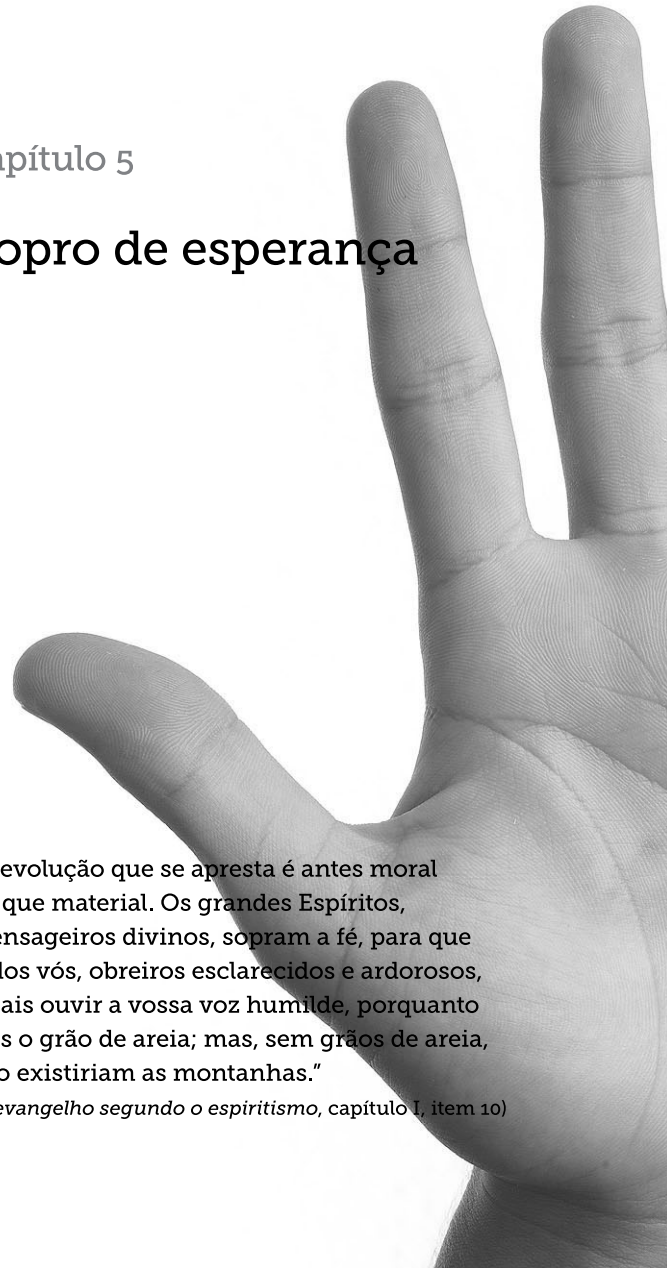 apítulo 5
opro de esperança
evolução que se apresta é antes moral
que material. Os grandes Espíritos,
ensageiros divinos, sopram a fé, para que
dos vós, obreiros esclarecidos e ardorosos,
ais ouvir a vossa voz humilde, porquanto
s o grão de areia; mas, sem grãos de areia,
o existiriam as montanhas.”
evangelho segundo o espiritismo, capítulo I, item 10)